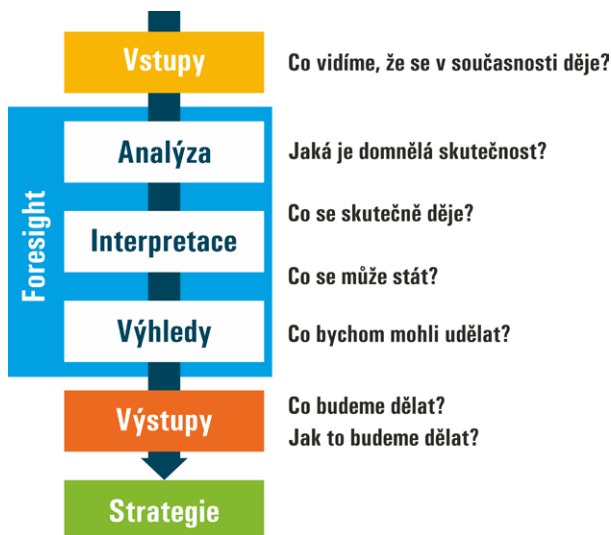 Vstupy
Co vidíme, že se v současnosti děje?
Foresight
Analýza
Jaká je domnělá skutečnost?
Co se skutečně děje?
Interpretace
Co se může stát?
Výhledy
Co bychom mohli udělat?
Výstupy
Co budeme dělat?
Jak to budeme dělat?
Strategie